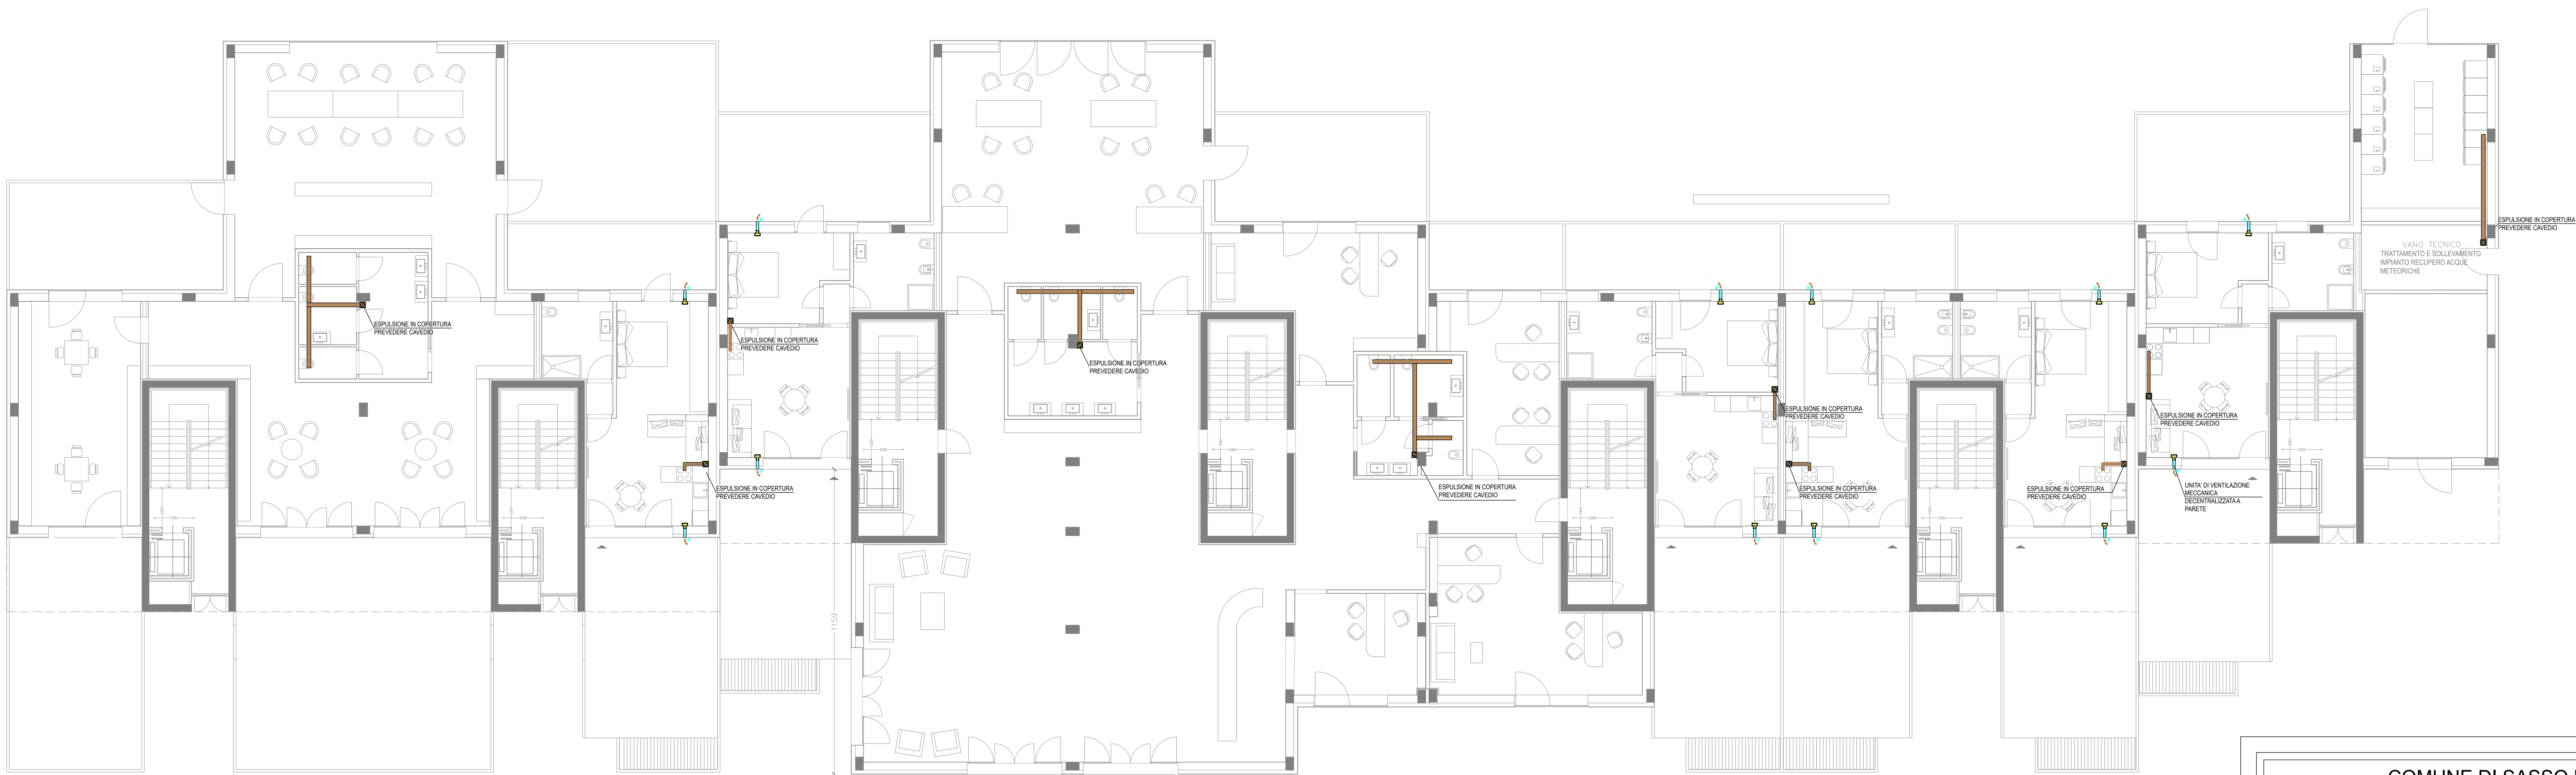 ESPULSIONE IN COPERTURA
PREVEDERE CAVEDIO
VANO TECNICO
TRATTAMENTO E SOLLEVAMENTO
IMPIANTO RECUPERO ACQUE
METEORICHE
ESPULSIONE IN COPERTURA
PREVEDERE CAVEDIO
ESPULSIONE IN COPERTURA
PREVEDERE CAVEDIO
ESPULSIONE IN COPERTURA
PREVEDERE CAVEDIO
ESPULSIONE IN COPERTURA
PREVEDERE CAVEDIO
ESPULSIONE IN COPERTURA
PREVEDERE CAVEDIO
ESPULSIONE IN COPERTURA
PREVEDERE CAVEDIO
ESPULSIONE IN COPERTURA
PREVEDERE CAVEDIO
ESPULSIONE IN COPERTURA
PREVEDERE CAVEDIO
ESPULSIONE IN COPERTURA
PREVEDERE CAVEDIO
UNITA' DI VENTILAZIONE
MECCANICA
DECENTRALIZZATA A
PARETE
1159
COMUNE DI SASSO